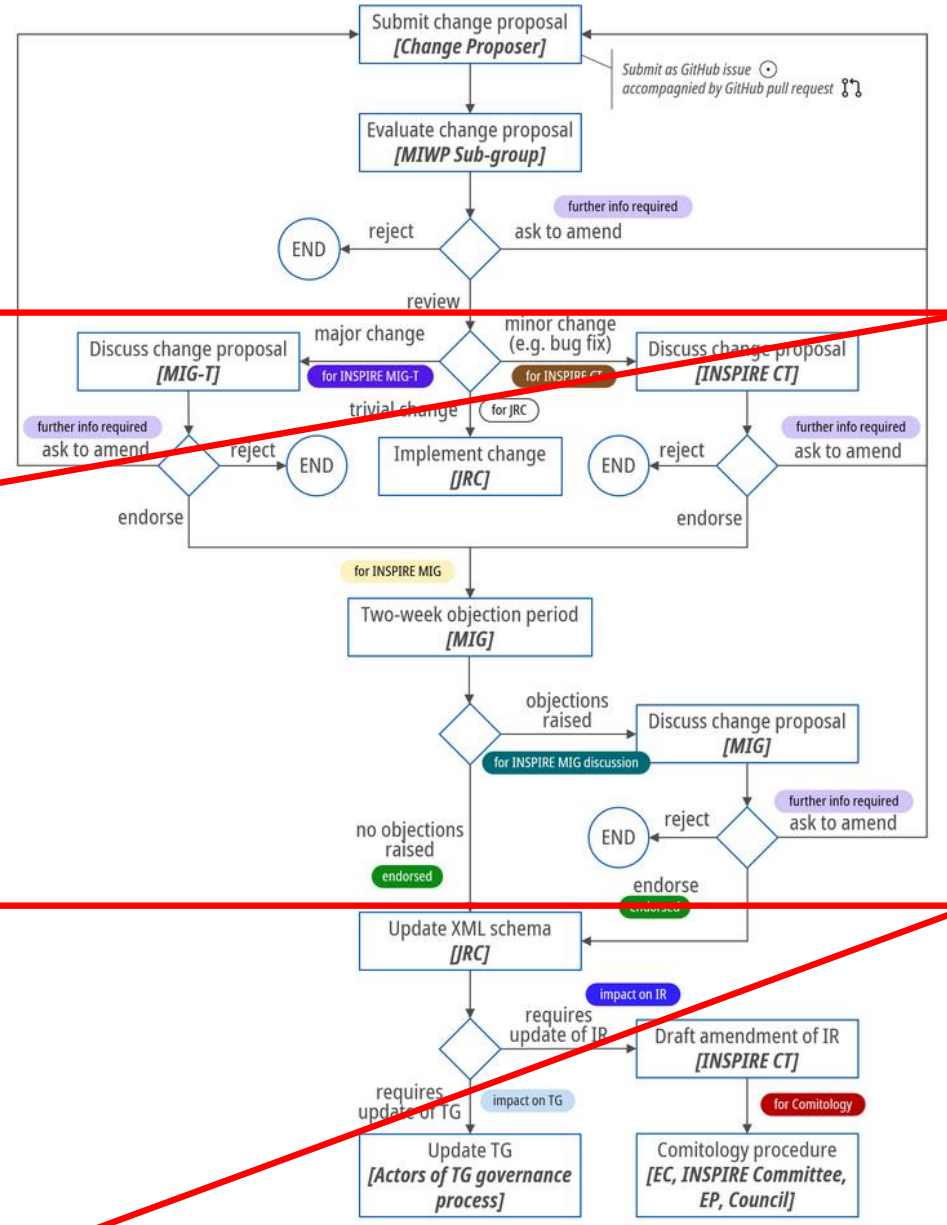 Submit change proposal
[Change Proposer]
Submit as GitHub issue
accompagnied by GitHub pull request
Evaluate change proposal
[MIWP Sub-group]
further info required
reject
ask to amend
END
review
major change
minor change
(e.g. bug fix)
Discuss change proposal
[MIG-T]
for INSPIRE MIG-T
for INSPIRE CT
Discuss change proposal
[INSPIRE CT]
trivial change
for JRC
further info required
ask to amend
reject
END
Implement change
[JRC]
END
reject
further info required
ask to amend
endorse
endorse
for INSPIRE MIG
Two-week objection period
[MIG]
objections
raised
Discuss change proposal
[MIG]
for INSPIRE MIG discussion
further info required
ask to amend
reject
END
no objections
raised
endorsed
endorse
endorsed
Update XML schema
[JRC]
impact on IR
requires
update of IR
Draft amendment of IR
[INSPIRE CT]
requires
update of TG
impact on TG
for Comitology
Update TG
[Actors of TG governance
process]
Comitology procedure
[EC, INSPIRE Committee,
EP, Council]